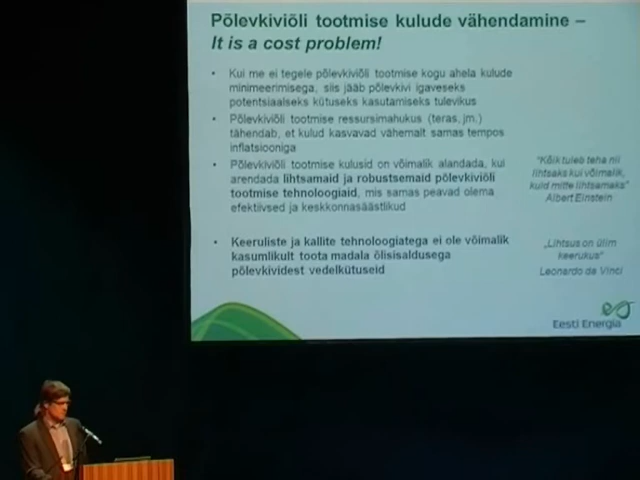 Põlevkiviõli tootmise kulude vähendamine –
It is a cost problem!
• Kui me ei tegele põlevkiviõli tootmise kogu ahela kulude
minimeerimisega, siis jääb põlevkivi igaveseks
potentsiaalseks kütuseks kasutamiseks tulevikus
• Põlevkiviõli tootmise ressursimahukus (teras, jm.)
tähendab, et kulud kasvavad vähemalt samas tempos
inflatsiooniga
• Põlevkiviõli tootmise kulusid on võimalik alandada, kui
arendada lihtsamaid ja robustsemaid põlevkiviõli
tootmise tehnoloogiaid, mis samas peavad olema
efektiivsed ja keskkonnasäästlikud
"Kõik tuleb teha nii
lihtsaks kui võimalik,
kuid mitte lihtsamaks"
Albert Einstein
• Keeruliste ja kallite tehnoloogiatega ei ole võimalik
kasumlikult toota madala õlisisaldusega
põlevkividest vedelkütuseid
„Lihtsus on ülim
keerukus"
Leonardo da Vinci
Eesti Energia